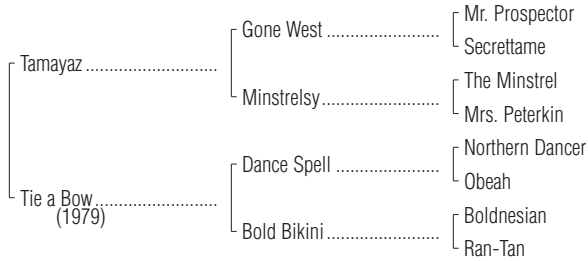 Mr. Prospector
Gone West
Secrettame
Tamayaz
The Minstrel
Minstrelsy
Mrs. Peterkin
Northern Dancer
Dance Spell
Obeah
Tie a Bow
(1979)
Boldnesian
Bold Bikini
Ran-Tan